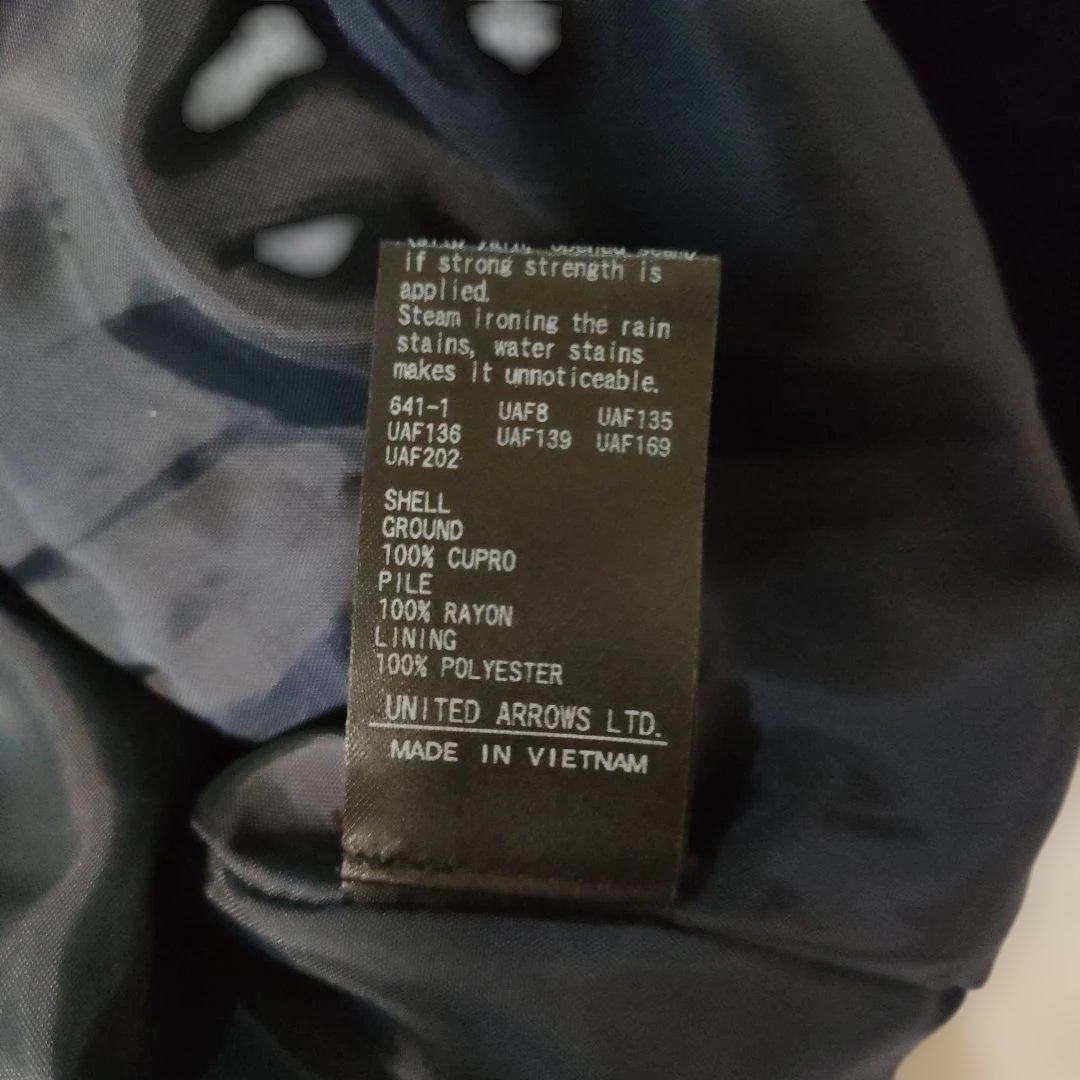 opened seams
if strong strength is
applied.
Steam ironing the rain
stains, water stains
makes it unnoticeable.
641-1 UAF8 UAF135
UAF136 UAF139 UAF169
UAF202
SHELL
GROUND
100% CUPRO
PILE
100% RAYON
LINING
100% POLYESTER
UNITED ARROWS LTD.
MADE IN VIETNAM